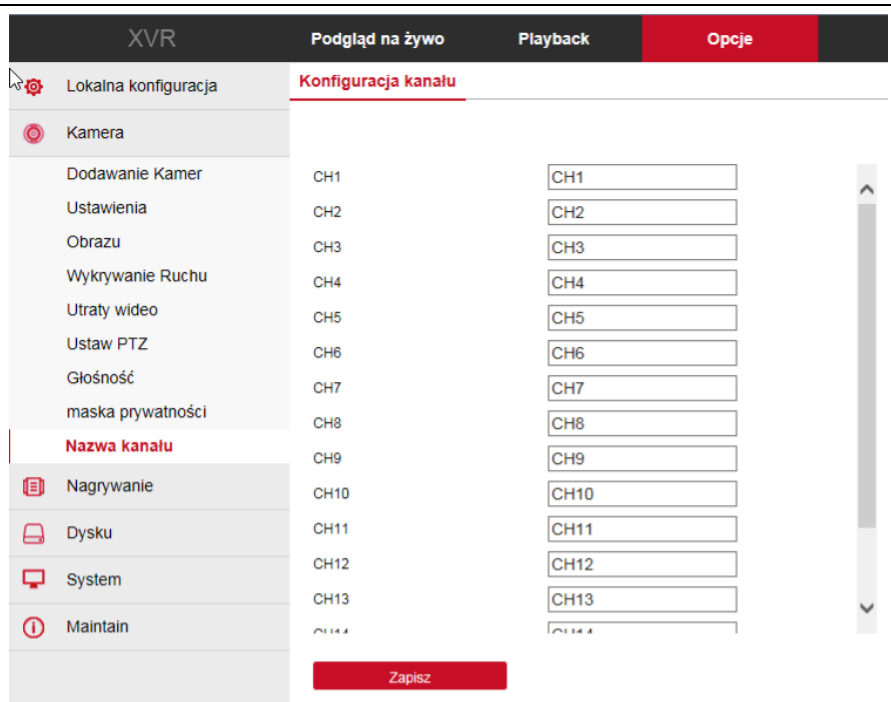 XVR Podgląd na żywo Playback Opcje
Lokalna konfiguracja
Kamera
Dodawanie Kamer
Ustawienia
Obrazu
Wykrywanie Ruchu
Utraty wideo
Ustaw PTZ
Głośność
maska prywatności
Nazwa kanału
Nagrywanie
Dysku
System
Maintain
Konfiguracja kanału
CH1 CH1
CH2 CH2
CH3 CH3
CH4 CH4
CH5 CH5
CH6 CH6
CH7 CH7
CH8 CH8
CH9 CH9
CH10 CH10
CH11 CH11
CH12 CH12
CH13 CH13
CH14 CH14
Zapisz